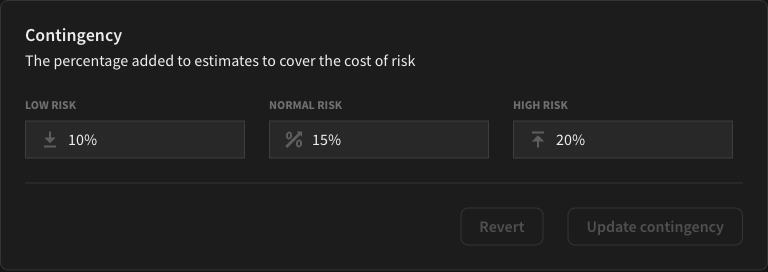 Contingency
The percentage added to estimates to cover the cost of risk
LOW RISK
NORMAL RISK
HIGH RISK
10%
15%
20%
Revert
Update contingency